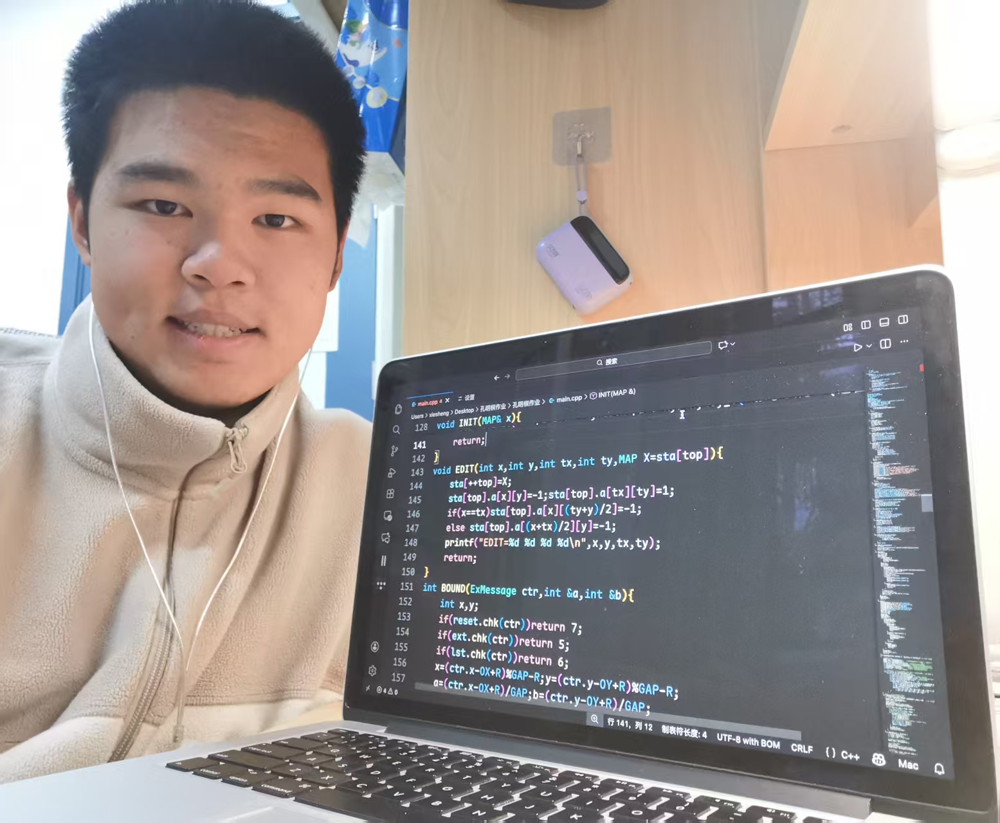 搜索
main.cpp 4 × 设置
Users > xiesheng > Desktop > 孔明棋作业 > 孔明棋作业 > main.cpp > INIT(MAP &)
128 void INIT(MAP& x){
141 return;
142 }
143 void EDIT(int x,int y,int tx,int ty,MAP X=sta[top]){
144 sta[++top]=X;
145 sta[top].a[x][y]=-1;sta[top].a[tx][ty]=1;
146 if(x==tx)sta[top].a[x][(ty+y)/2]=-1;
147 else sta[top].a[(x+tx)/2][y]=-1;
148 printf("EDIT=%d %d %d %d\n",x,y,tx,ty);
149 return;
150 }
151 int BOUND(ExMessage ctr,int &a,int &b){
152 int x,y;
153 if(reset.chk(ctr))return 7;
154 if(ext.chk(ctr))return 5;
155 if(lst.chk(ctr))return 6;
156 x=(ctr.x-OX+R)%GAP-R;y=(ctr.y-OY+R)%GAP-R;
157 a=(ctr.x-OX+R)/GAP;b=(ctr.y-OY+R)/GAP;
4 0 行 141, 列 12 制表符长度: 4 UTF-8 with BOM CRLF { } C++ Mac